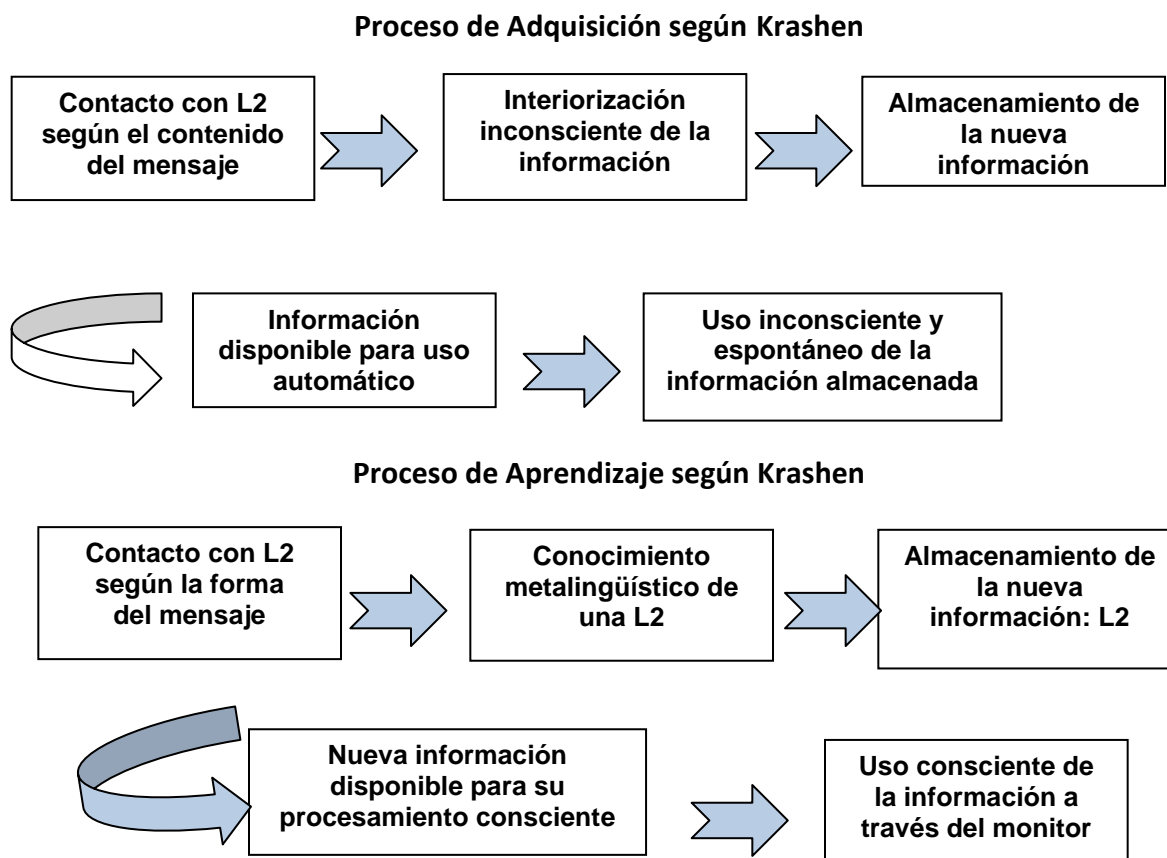 Proceso de Adquisición según Krashen
Contacto con L2
según el contenido
del mensaje
Interiorización
inconsciente de la
información
Almacenamiento de
la nueva
información
Información
disponible para uso
automático
Uso inconsciente y
espontáneo de la
información almacenada
Proceso de Aprendizaje según Krashen
Contacto con L2
según la forma
del mensaje
Conocimiento
metalingüístico de
una L2
Almacenamiento de
la nueva
información: L2
Nueva información
disponible para su
procesamiento consciente
Uso consciente de
la información a
través del monitor